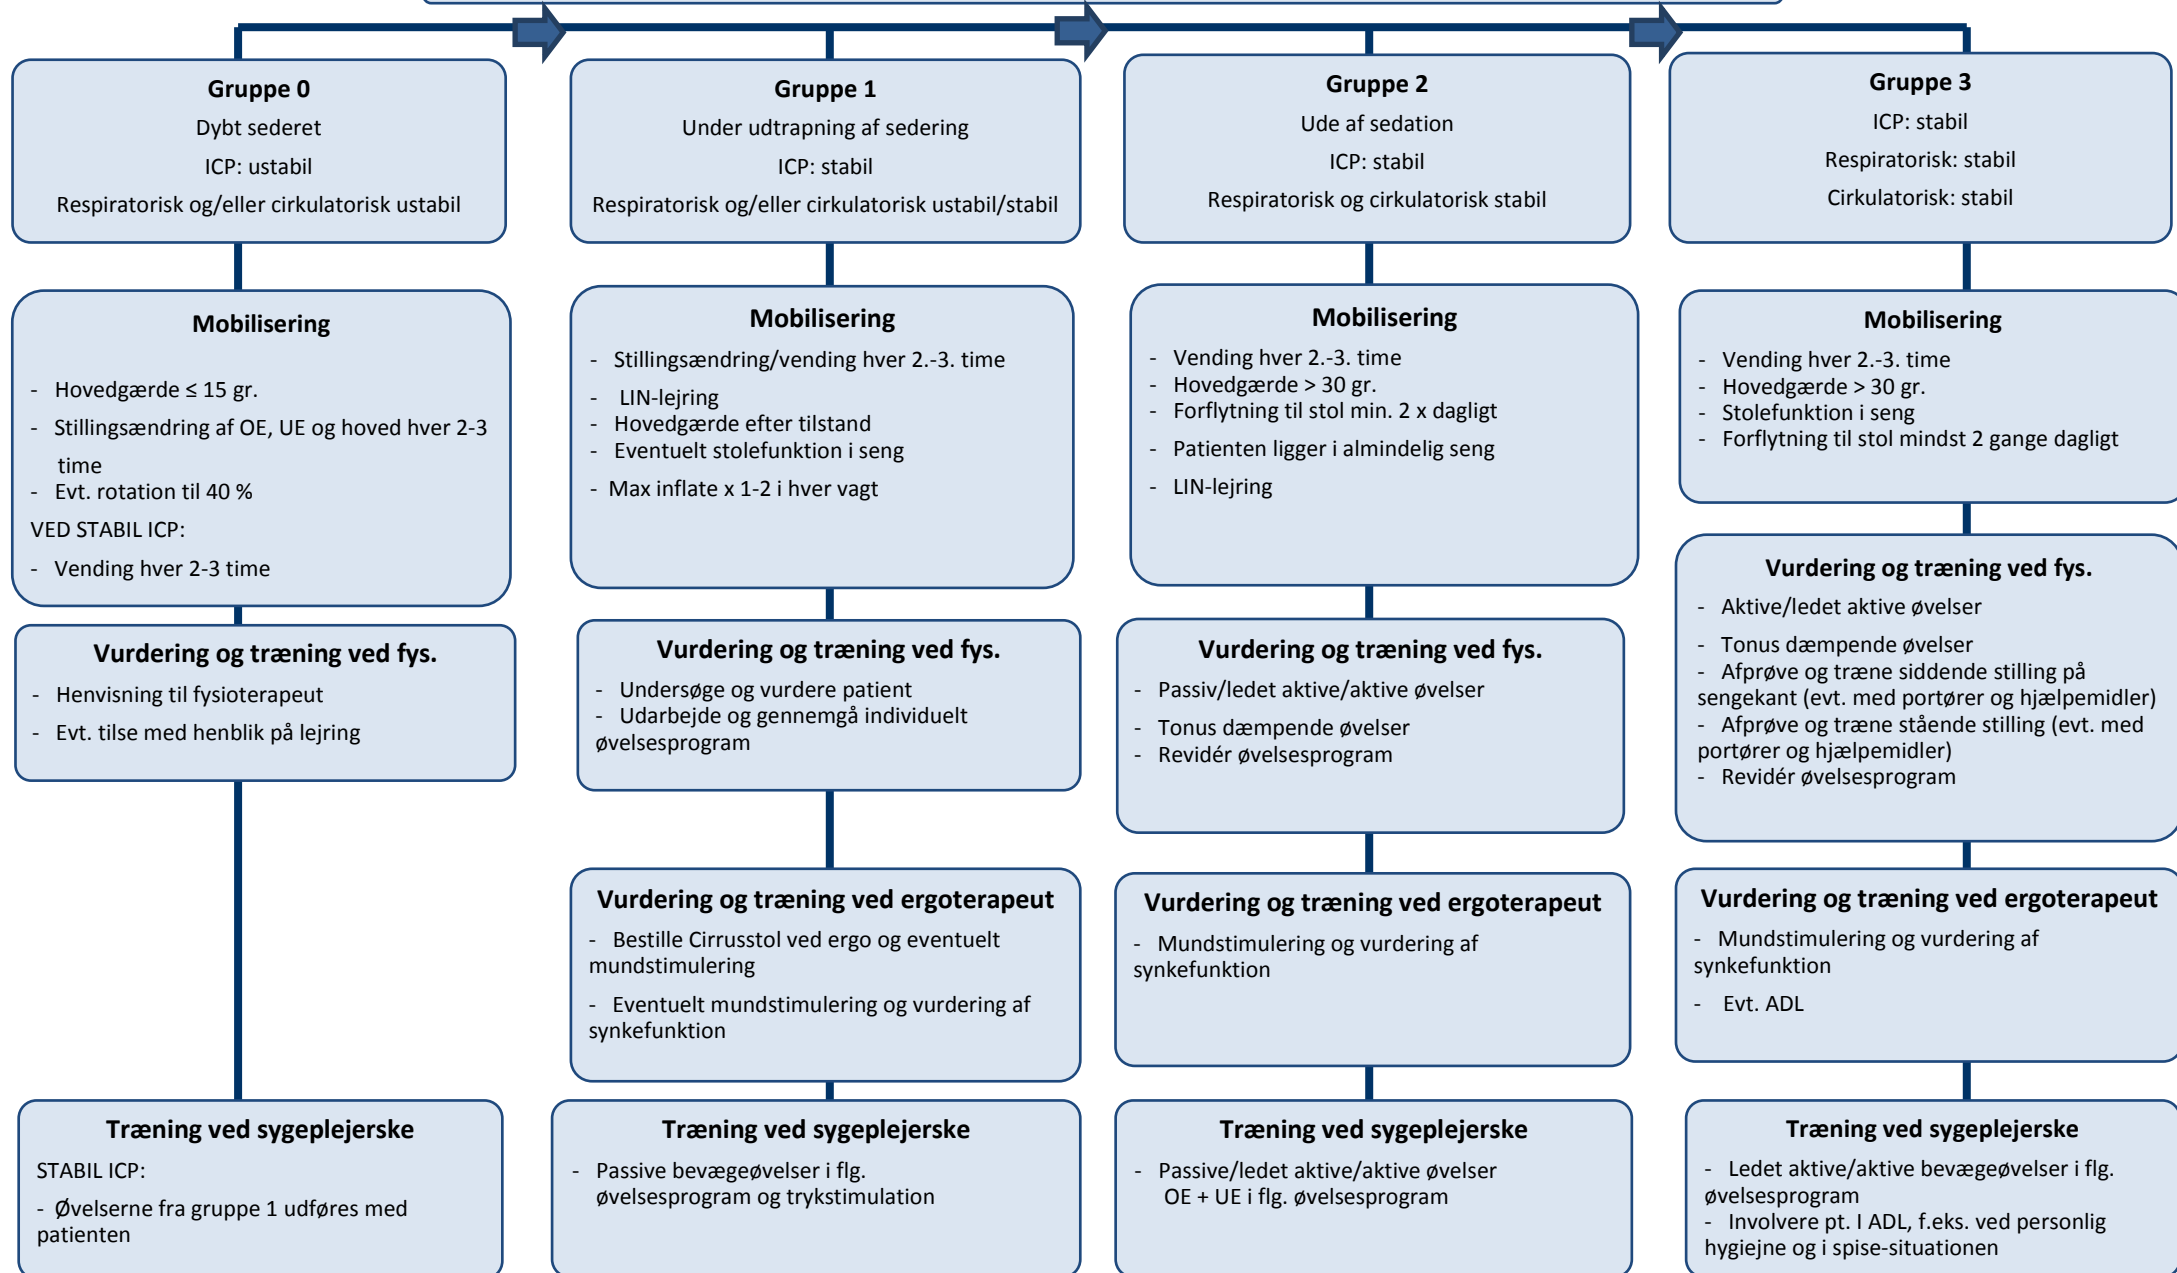 Gruppe 0
Dybt sederet
ICP: ustabil
Respiratorisk og/eller cirkulatorisk ustabil
Gruppe 1
Under udtrapning af sedering
ICP: stabil
Respiratorisk og/eller cirkulatorisk ustabil/stabil
Gruppe 2
Ude af sedation
ICP: stabil
Respiratorisk og cirkulatorisk stabil
Gruppe 3
ICP: stabil
Respiratorisk: stabil
Cirkulatorisk: stabil
Mobilisering
- Hovedgærde ≤ 15 gr.
- Stillingsændring af OE, UE og hoved hver 2-3
time
- Evt. rotation til 40 %
VED STABIL ICP:
- Vending hver 2-3 time
Mobilisering
- Stillingsændring/vending hver 2.-3. time
- LIN-lejring
- Hovedgærde efter tilstand
- Eventuelt stolefunktion i seng
- Max inflate x 1-2 i hver vagt
Mobilisering
- Vending hver 2.-3. time
- Hovedgærde > 30 gr.
- Forflytning til stol min. 2 x dagligt
- Patienten ligger i almindelig seng
- LIN-lejring
Mobilisering
- Vending hver 2.-3. time
- Hovedgærde > 30 gr.
- Stolefunktion i seng
- Forflytning til stol mindst 2 gange dagligt
Vurdering og træning ved fys.
- Henvisning til fysioterapeut
- Evt. tilse med henblik på lejring
Vurdering og træning ved fys.
- Undersøge og vurdere patient
- Udarbejde og gennemgå individuelt
øvelsesprogram
Vurdering og træning ved fys.
- Passiv/ledet aktive/aktive øvelser
- Tonus dæmpende øvelser
- Revidér øvelsesprogram
Vurdering og træning ved fys.
- Aktive/ledet aktive øvelser
- Tonus dæmpende øvelser
- Afprøve og træne siddende stilling på
sengekant (evt. med portører og hjælpemidler)
- Afprøve og træne stående stilling (evt. med
portører og hjælpemidler)
- Revidér øvelsesprogram
Vurdering og træning ved ergoterapeut
- Bestille Cirrusstol ved ergo og eventuelt
mundstimulering
- Eventuelt mundstimulering og vurdering af
synkefunktion
Vurdering og træning ved ergoterapeut
- Mundstimulering og vurdering af
synkefunktion
Vurdering og træning ved ergoterapeut
- Mundstimulering og vurdering af
synkefunktion
- Evt. ADL
Træning ved sygeplejerske
STABIL ICP:
- Øvelserne fra gruppe 1 udføres med
patienten
Træning ved sygeplejerske
- Passive bevægeøvelser i flg.
øvelsesprogram og trykstimulation
Træning ved sygeplejerske
- Passive/ledet aktive/aktive øvelser
OE + UE i flg. øvelsesprogram
Træning ved sygeplejerske
- Ledet aktive/aktive bevægeøvelser i flg.
øvelsesprogram
- Involvere pt. I ADL, f.eks. ved personlig
hygiejne og i spise-situationen